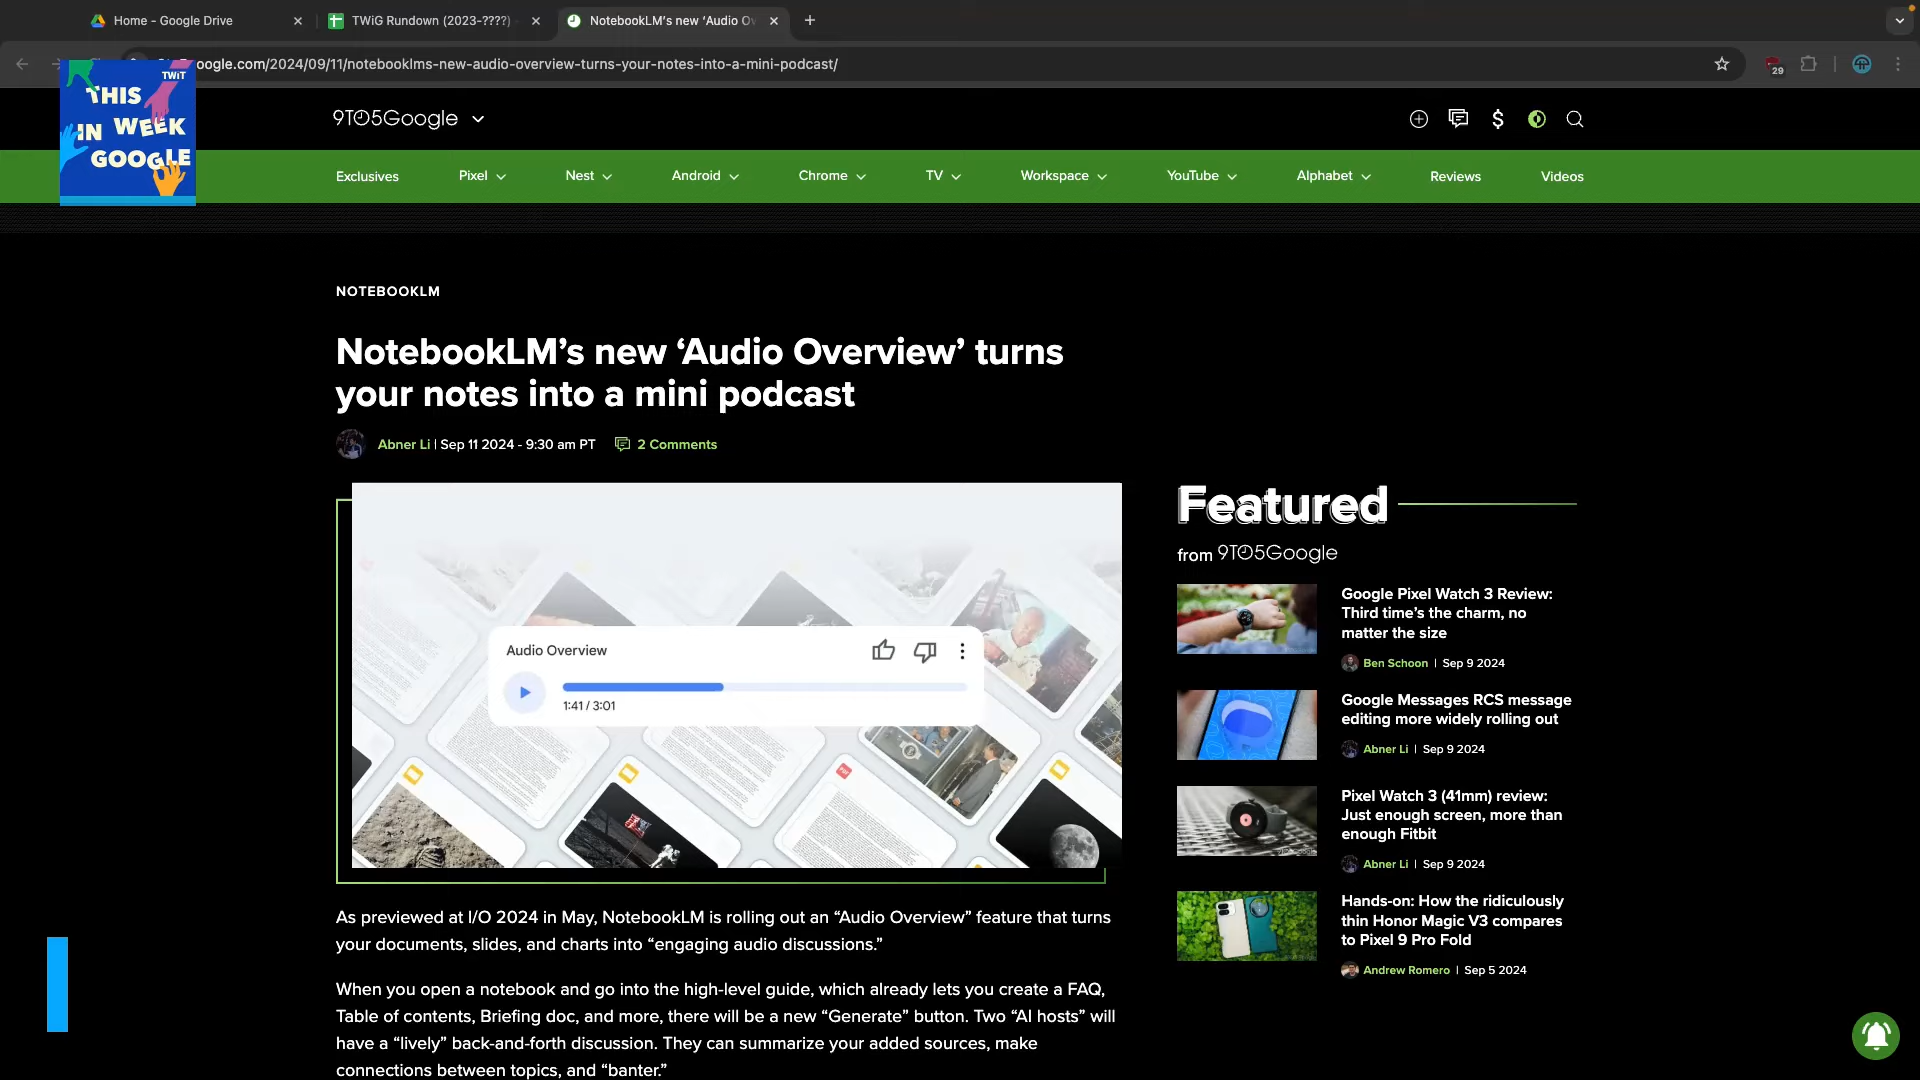 Home - Google Drive
TWiG Rundown (2023-????)
NotebookLM's new 'Audio Ov
oogle.com/2024/09/11/notebooklms-new-audio-overview-turns-your-notes-into-a-mini-podcast/
29
TWiT
THIS
IN WEEK
GOOGLE
9TO5Google
Exclusives
Pixel
Nest
Android
Chrome
TV
Workspace
YouTube
Alphabet
Reviews
Videos
NOTEBOOKLM
NotebookLM’s new ‘Audio Overview’ turns
your notes into a mini podcast
Abner Li | Sep 11 2024 - 9:30 am PT
2 Comments
Audio Overview
1:41 / 3:01
As previewed at I/O 2024 in May, NotebookLM is rolling out an “Audio Overview” feature that turns
your documents, slides, and charts into “engaging audio discussions.”
When you open a notebook and go into the high-level guide, which already lets you create a FAQ,
Table of contents, Briefing doc, and more, there will be a new “Generate” button. Two “AI hosts” will
have a “lively” back-and-forth discussion. They can summarize your added sources, make
connections between topics, and “banter.”
Featured
from 9TO5Google
Google Pixel Watch 3 Review:
Third time’s the charm, no
matter the size
Ben Schoon | Sep 9 2024
Google Messages RCS message
editing more widely rolling out
Abner Li | Sep 9 2024
Pixel Watch 3 (41mm) review:
Just enough screen, more than
enough Fitbit
Abner Li | Sep 9 2024
Hands-on: How the ridiculously
thin Honor Magic V3 compares
to Pixel 9 Pro Fold
Andrew Romero | Sep 5 2024